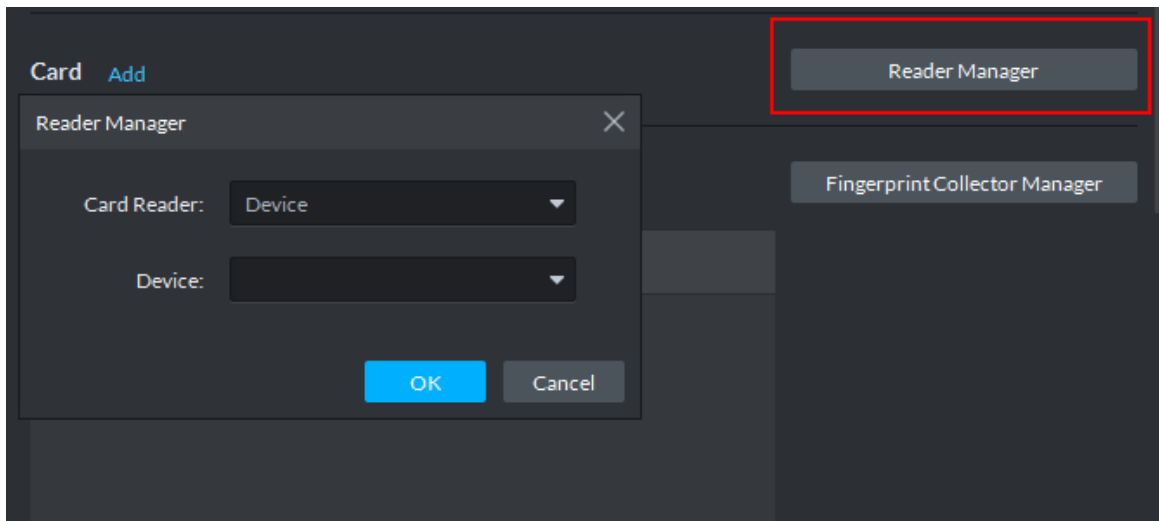 Card Add
Reader Manager
Reader Manager
Card Reader: Device
Fingerprint Collector Manager
Device:
OK Cancel